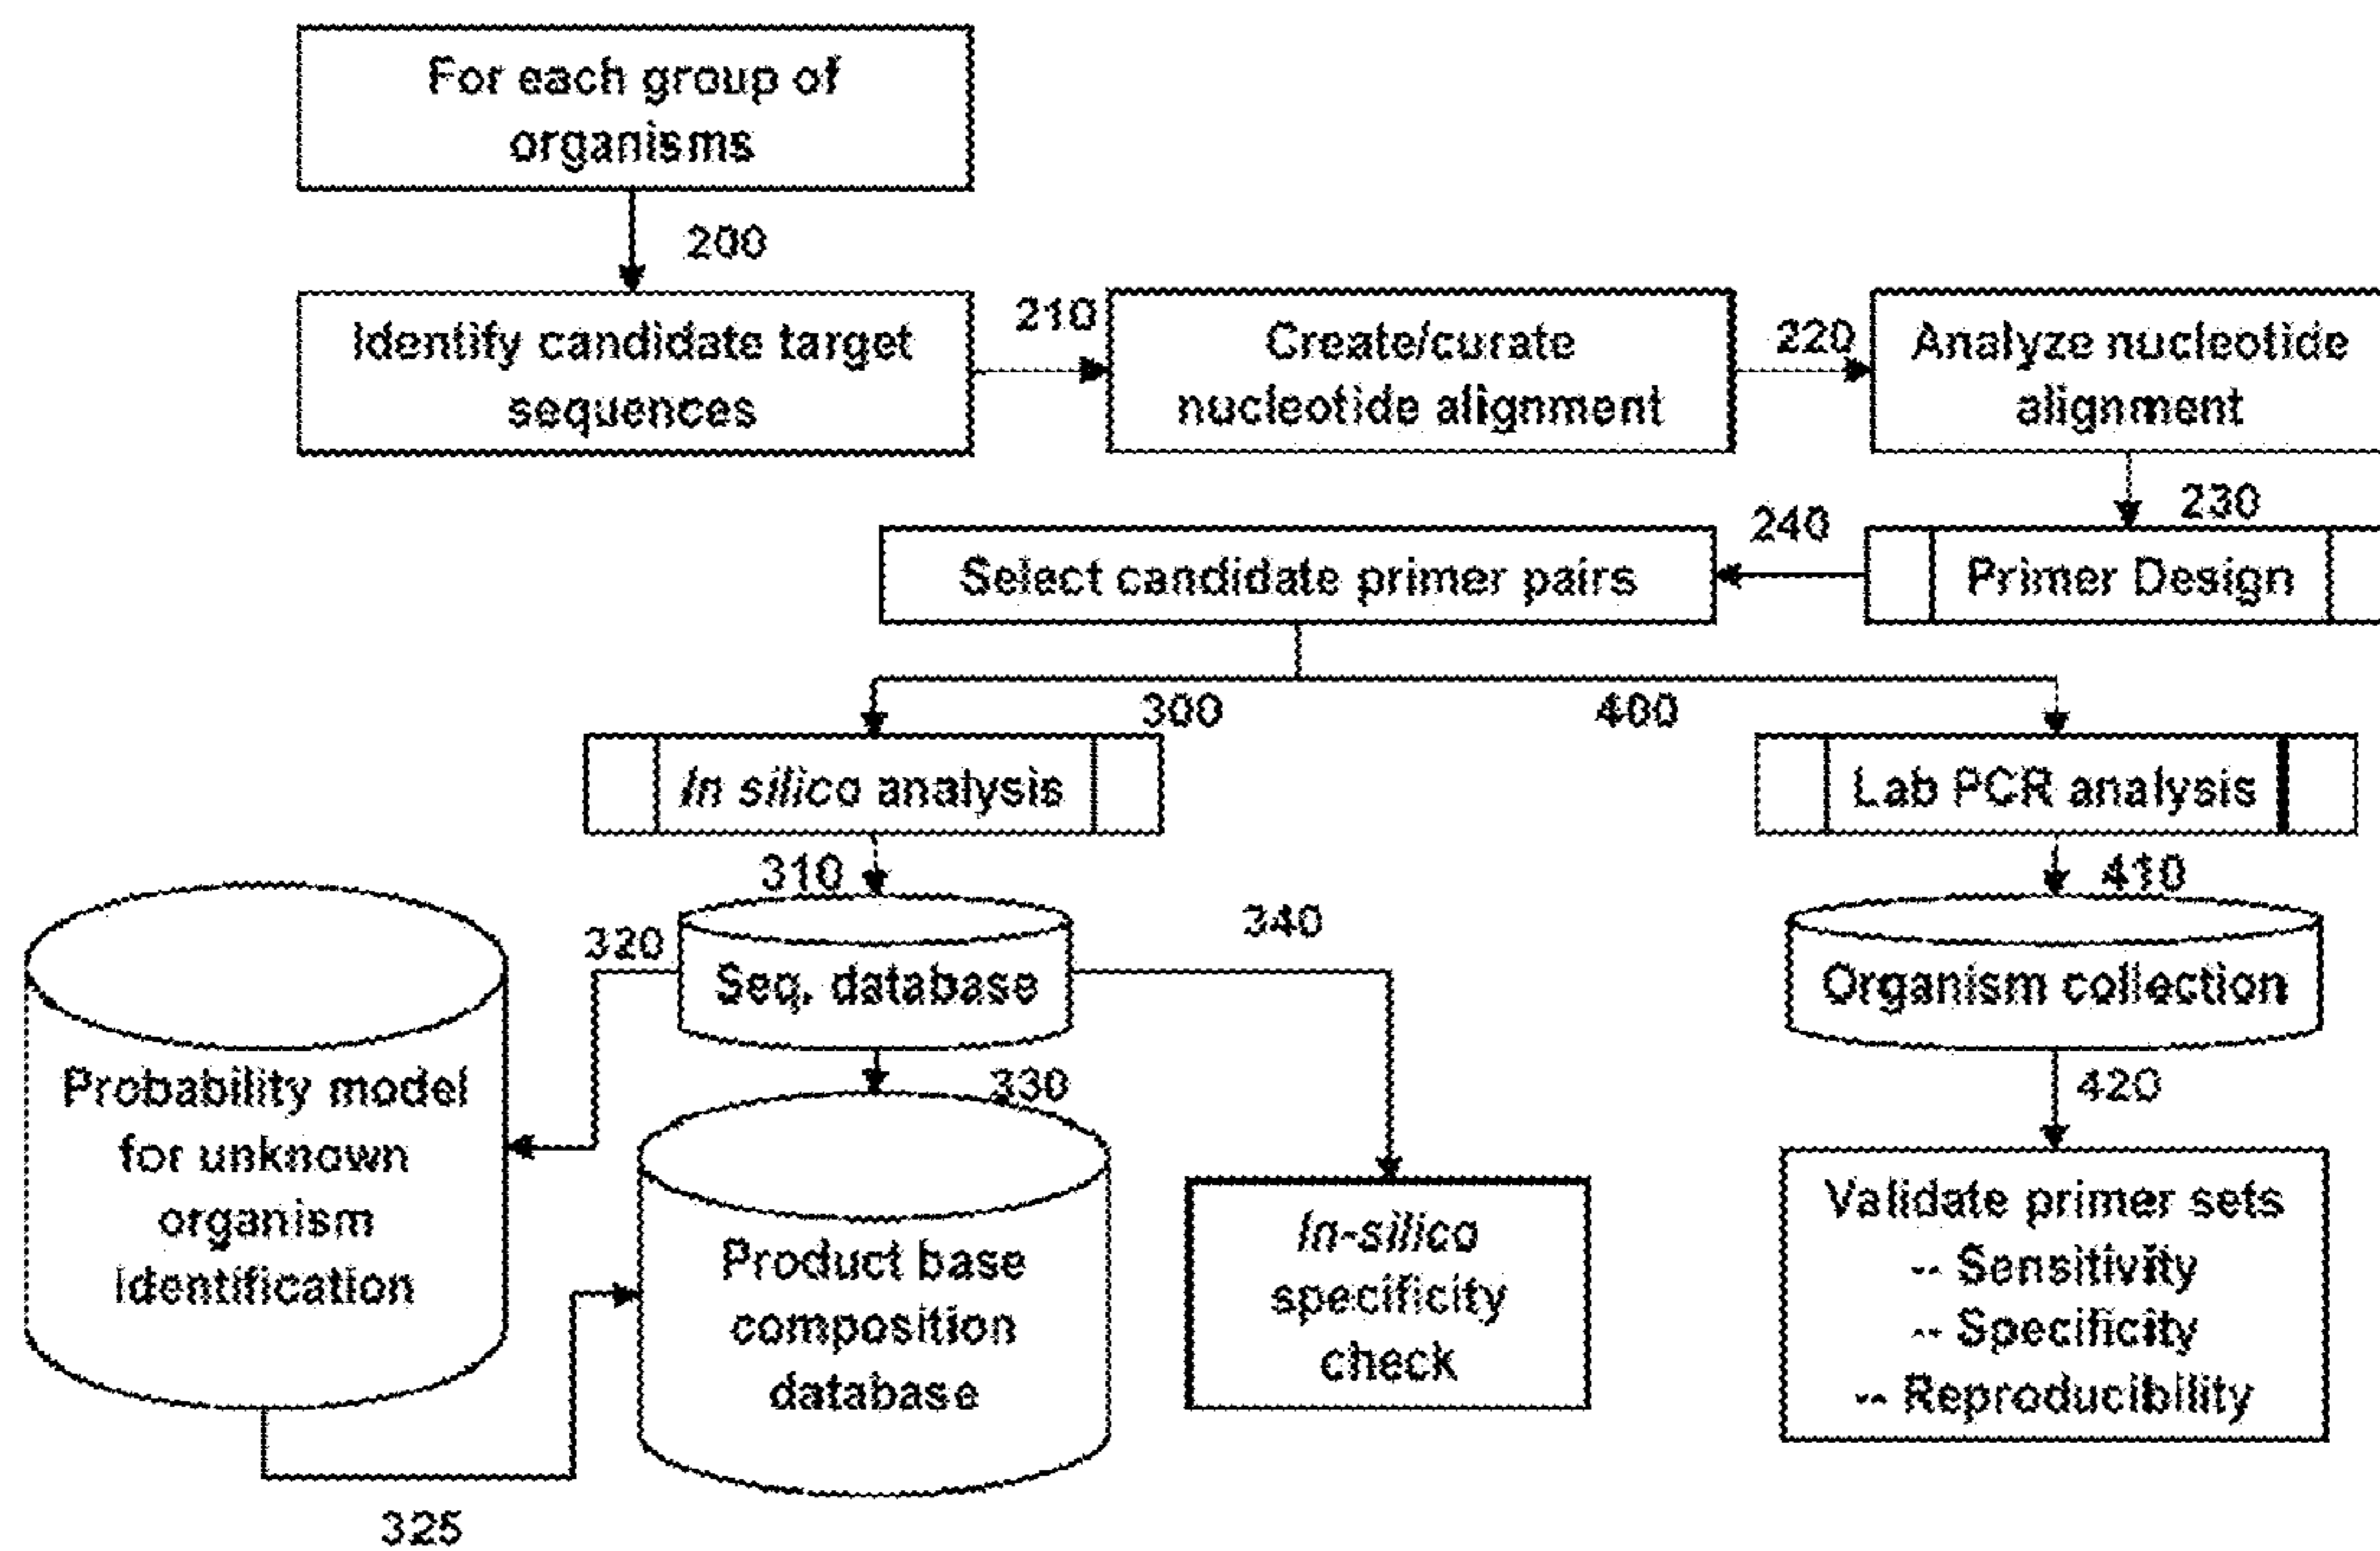 For each group of
organisms
200
Identify candidate target
sequences
210
Create/curate
nucleotide alignment
220
Analyze nucleotide
alignment
230
Primer Design
240
Select candidate primer pairs
300
400
In silico analysis
Lab PCR analysis
310
410
Seq. database
Organism collection
320
340
330
420
Probability model
for unknown
organism
identification
325
Product base
composition
database
In-silico
specificity
check
Validate primer sets
-- Sensitivity
-- Specificity
-- Reproducibility